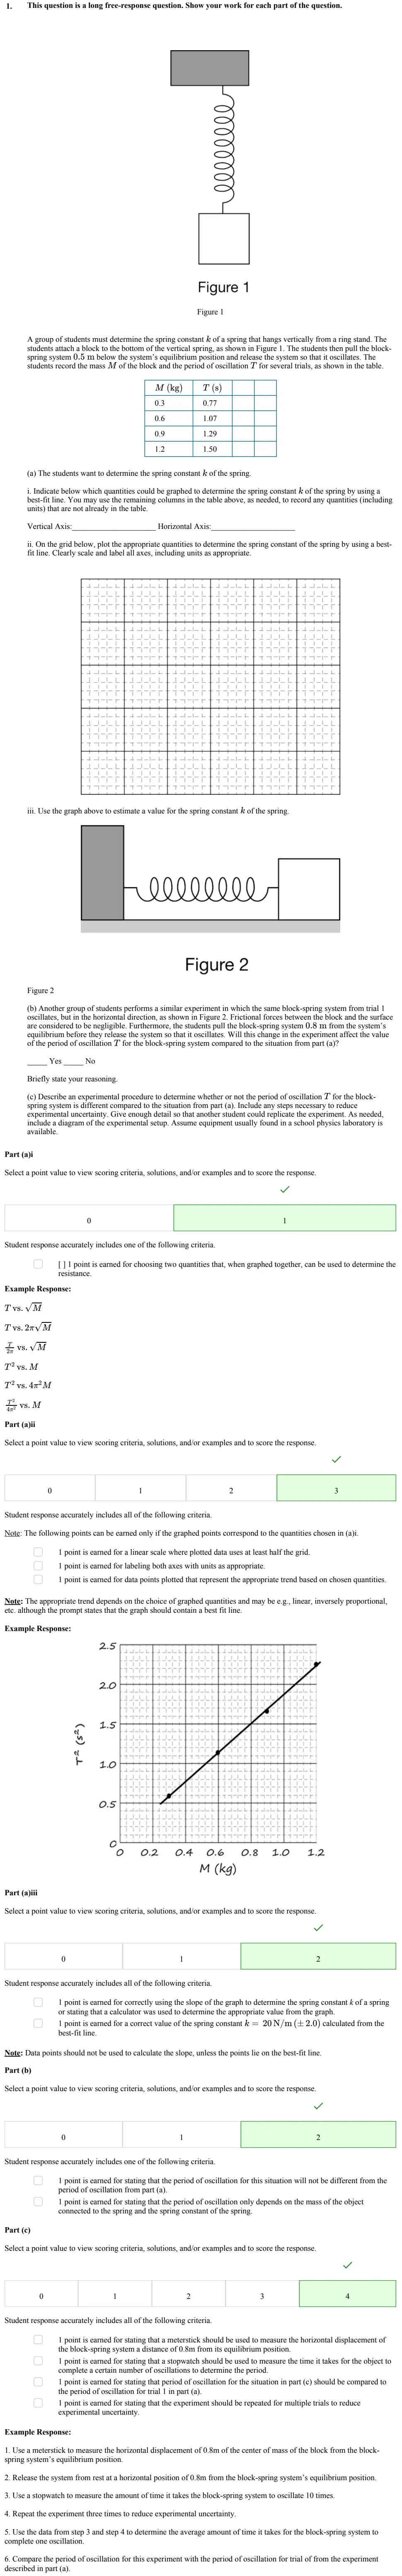 1. This question is a long free-response question. Show your work for each part of the question.
Figure 1
Figure 1
A group of students must determine the spring constant k of a spring that hangs vertically from a ring stand. The
students attach a block to the bottom of the vertical spring, as shown in Figure 1. The students then pull the block-
spring system 0.5 m below the system's equilibrium position and release the system so that it oscillates. The
students record the mass M of the block and the period of oscillation T for several trials, as shown in the table.
M (kg) T (s)
0.3 0.77
0.6 1.07
0.9 1.29
1.2 1.50
(a) The students want to determine the spring constant k of the spring.
i. Indicate below which quantities could be graphed to determine the spring constant k of the spring by using a
best-fit line. You may use the remaining columns in the table above, as needed, to record any quantities (including
units) that are not already in the table.
Vertical Axis:____________________ Horizontal Axis:____________________
ii. On the grid below, plot the appropriate quantities to determine the spring constant of the spring by using a best-
fit line. Clearly scale and label all axes, including units as appropriate.
iii. Use the graph above to estimate a value for the spring constant k of the spring.
Figure 2
Figure 2
(b) Another group of students performs a similar experiment in which the same block-spring system from trial 1
oscillates, but in the horizontal direction, as shown in Figure 2. Frictional forces between the block and the surface
are considered to be negligible. Furthermore, the students pull the block-spring system 0.8 m from the system's
equilibrium before they release the system so that it oscillates. Will this change in the experiment affect the value
of the period of oscillation T for the block-spring system compared to the situation from part (a)?
_____ Yes _____ No
Briefly state your reasoning.
(c) Describe an experimental procedure to determine whether or not the period of oscillation T for the block-
spring system is different compared to the situation from part (a). Include any steps necessary to reduce
experimental uncertainty. Give enough detail so that another student could replicate the experiment. As needed,
include a diagram of the experimental setup. Assume equipment usually found in a school physics laboratory is
available.
Part (a)i
Select a point value to view scoring criteria, solutions, and/or examples and to score the response.
✓
0 1
Student response accurately includes one of the following criteria.
[ ] 1 point is earned for choosing two quantities that, when graphed together, can be used to determine the
resistance.
Example Response:
T vs. √M
T vs. 2π√M
T/2π vs. √M
T² vs. M
T² vs. 4π²M
T²/4π² vs. M
Part (a)ii
Select a point value to view scoring criteria, solutions, and/or examples and to score the response.
✓
0 1 2 3
Student response accurately includes all of the following criteria.
Note: The following points can be earned only if the graphed points correspond to the quantities chosen in (a)i.
1 point is earned for a linear scale where plotted data uses at least half the grid.
1 point is earned for labeling both axes with units as appropriate.
1 point is earned for data points plotted that represent the appropriate trend based on chosen quantities.
Note: The appropriate trend depends on the choice of graphed quantities and may be e.g., linear, inversely proportional,
etc. although the prompt states that the graph should contain a best fit line.
Example Response:
2.5
2.0
1.5
1.0
0.5
0
T² (s²)
0 0.2 0.4 0.6 0.8 1.0 1.2
M (kg)
Part (a)iii
Select a point value to view scoring criteria, solutions, and/or examples and to score the response.
✓
0 1 2
Student response accurately includes all of the following criteria.
1 point is earned for correctly using the slope of the graph to determine the spring constant k of a spring
or stating that a calculator was used to determine the appropriate value from the graph.
1 point is earned for a correct value of the spring constant k = 20 N/m (± 2.0) calculated from the
best-fit line.
Note: Data points should not be used to calculate the slope, unless the points lie on the best-fit line.
Part (b)
Select a point value to view scoring criteria, solutions, and/or examples and to score the response.
✓
0 1 2
Student response accurately includes one of the following criteria.
1 point is earned for stating that the period of oscillation for this situation will not be different from the
period of oscillation from part (a).
1 point is earned for stating that the period of oscillation only depends on the mass of the object
connected to the spring and the spring constant of the spring.
Part (c)
Select a point value to view scoring criteria, solutions, and/or examples and to score the response.
✓
0 1 2 3 4
Student response accurately includes all of the following criteria.
1 point is earned for stating that a meterstick should be used to measure the horizontal displacement of
the block-spring system a distance of 0.8m from its equilibrium position.
1 point is earned for stating that a stopwatch should be used to measure the time it takes for the object to
complete a certain number of oscillations to determine the period.
1 point is earned for stating that period of oscillation for the situation in part (c) should be compared to
the period of oscillation for trial 1 in part (a).
1 point is earned for stating that the experiment should be repeated for multiple trials to reduce
experimental uncertainty.
Example Response:
1. Use a meterstick to measure the horizontal displacement of 0.8m of the center of mass of the block from the block-
spring system's equilibrium position.
2. Release the system from rest at a horizontal position of 0.8m from the block-spring system's equilibrium position.
3. Use a stopwatch to measure the amount of time it takes the block-spring system to oscillate 10 times.
4. Repeat the experiment three times to reduce experimental uncertainty.
5. Use the data from step 3 and step 4 to determine the average amount of time it takes for the block-spring system to
complete one oscillation.
6. Compare the period of oscillation for this experiment with the period of oscillation for trial of from the experiment
described in part (a).